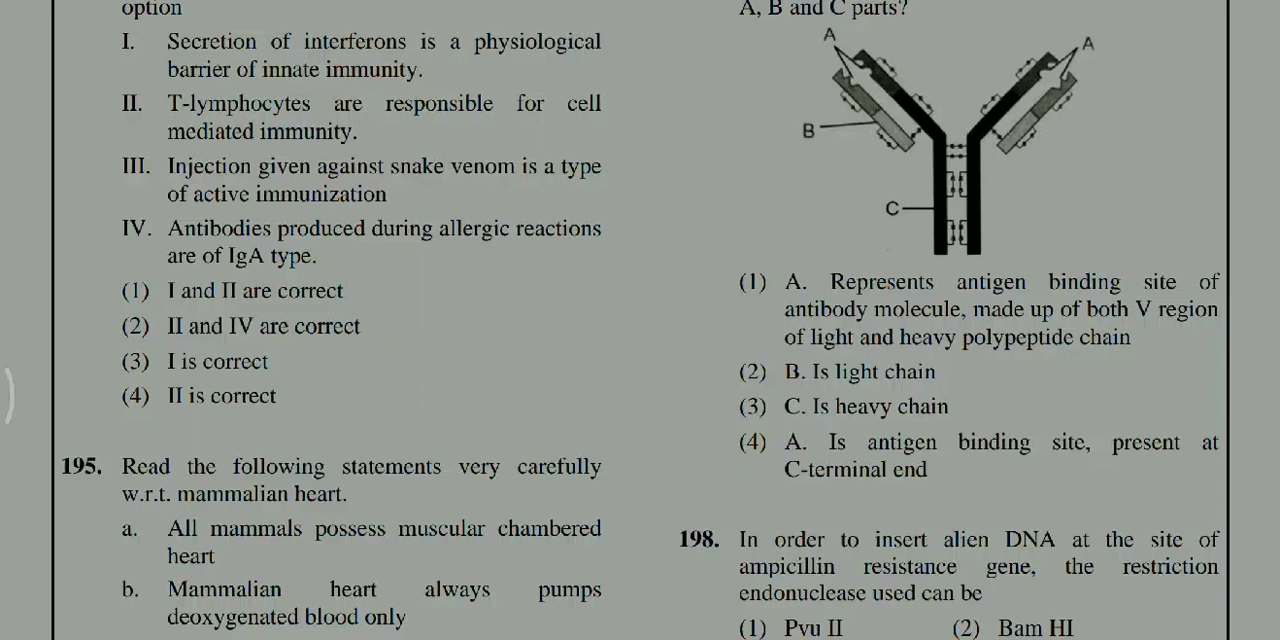 option
I. Secretion of interferons is a physiological
barrier of innate immunity.
II. T-lymphocytes are responsible for cell
mediated immunity.
III. Injection given against snake venom is a type
of active immunization
IV. Antibodies produced during allergic reactions
are of IgA type.
(1) I and II are correct
(2) II and IV are correct
(3) I is correct
(4) II is correct
195. Read the following statements very carefully
w.r.t. mammalian heart.
a. All mammals possess muscular chambered
heart
b. Mammalian heart always pumps
deoxygenated blood only
A, B and C parts?
A
A
B
C
(1) A. Represents antigen binding site of
antibody molecule, made up of both V region
of light and heavy polypeptide chain
(2) B. Is light chain
(3) C. Is heavy chain
(4) A. Is antigen binding site, present at
C-terminal end
198. In order to insert alien DNA at the site of
ampicillin resistance gene, the restriction
endonuclease used can be
(1) Pvu II (2) Bam HI